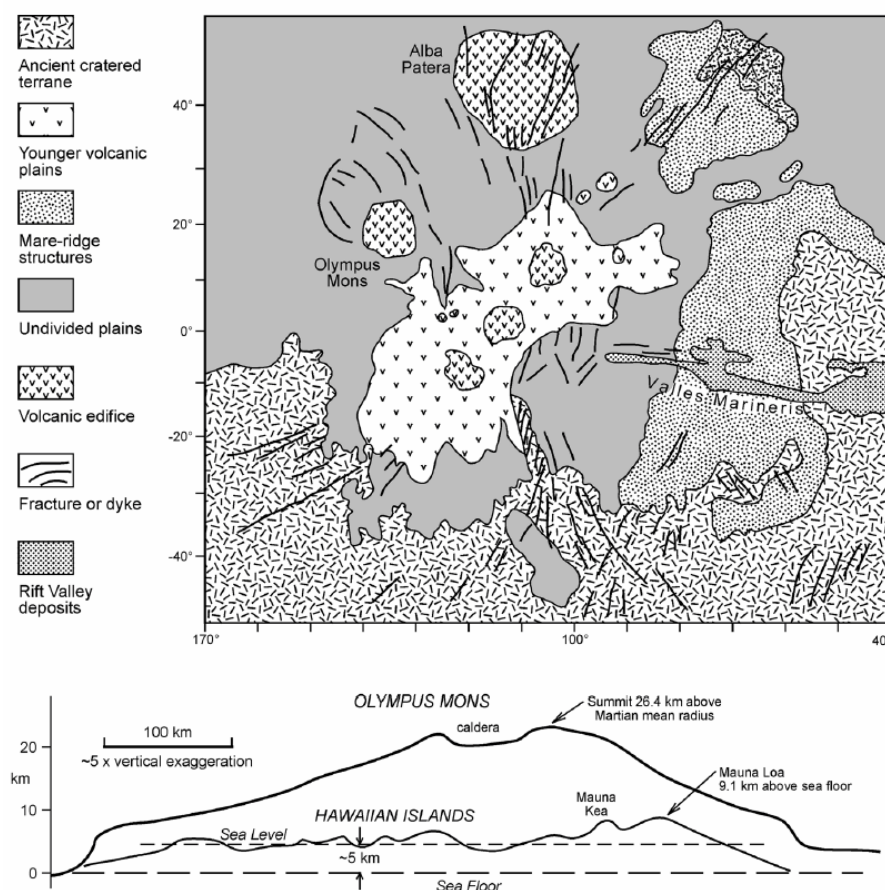 Ancient cratered
terrane
Younger volcanic
plains
Mare-ridge
structures
Undivided plains
Volcanic edifice
Fracture or dyke
Rift Valley
deposits
Alba
Patera
Olympus
Mons
Valles Marineris
40°
20°
0°
-20°
-40°
170°
100°
40
OLYMPUS MONS
Summit 26.4 km above
Martian mean radius
caldera
100 km
~5 x vertical exaggeration
20
km
10
0
HAWAIIAN ISLANDS
Mauna
Kea
Mauna Loa
9.1 km above sea floor
Sea Level
~5 km
Sea Floor